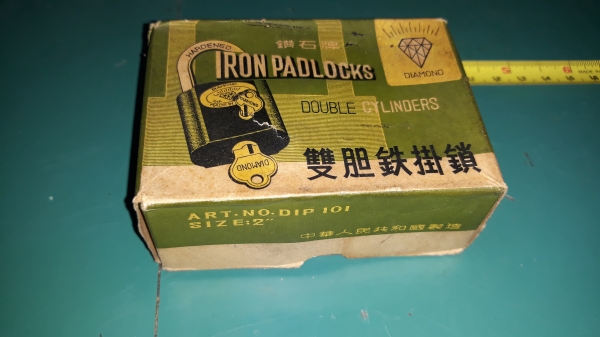 鑽石牌
HARDENED
IRON PADLOCKS
DIAMOND
DOUBLE CYLINDERS
雙胆鉄掛鎖
DIAMOND
ART. NO. DIP 101
SIZE: 2"
中華人民共和國製造
5